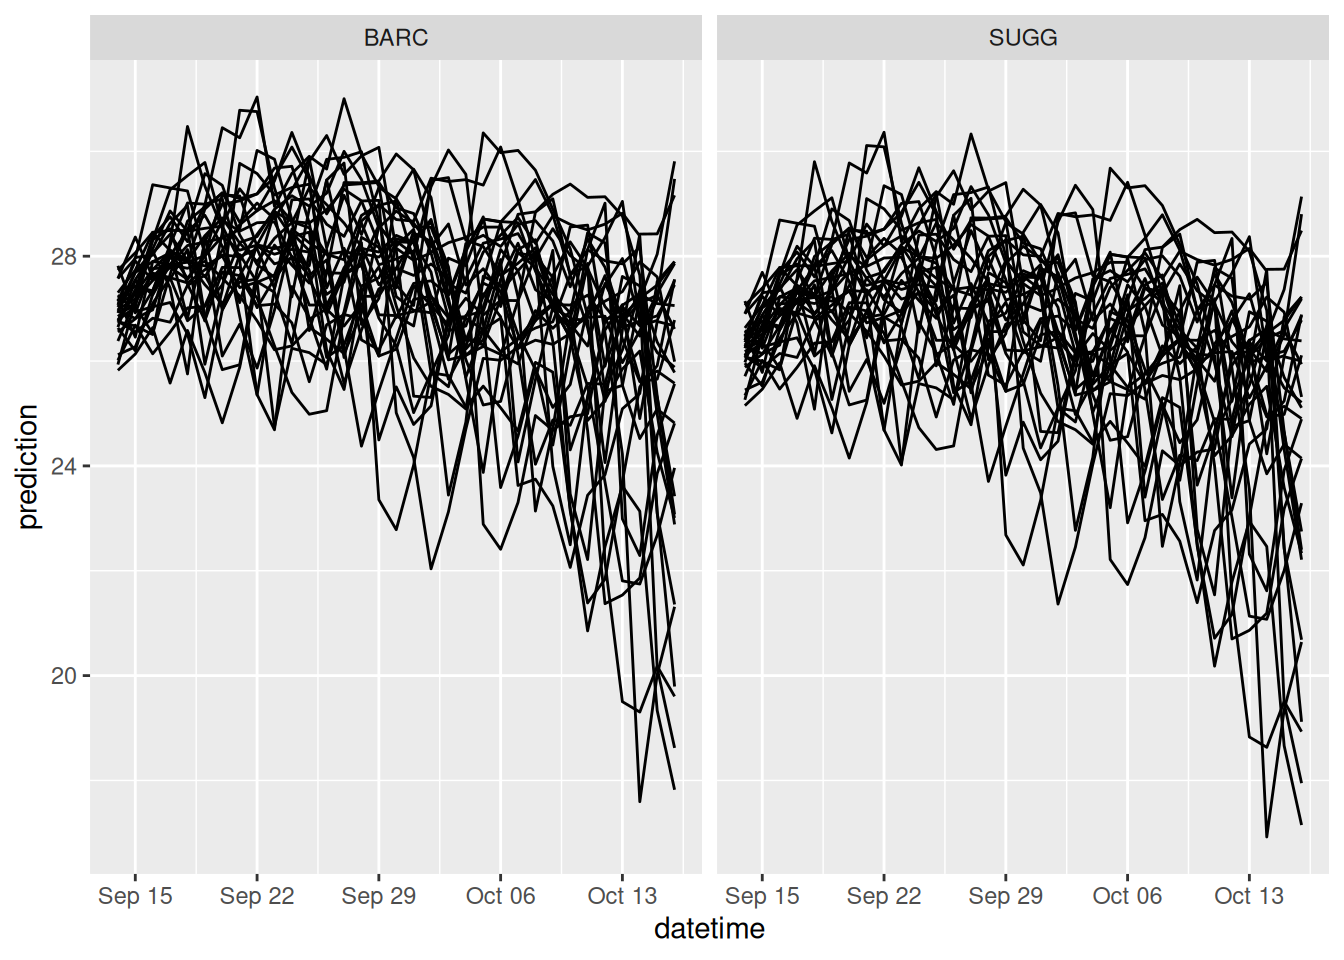 BARC
SUGG
prediction
28
24
20
Sep 15
Sep 22
Sep 29
Oct 06
Oct 13
Sep 15
Sep 22
Sep 29
Oct 06
Oct 13
datetime